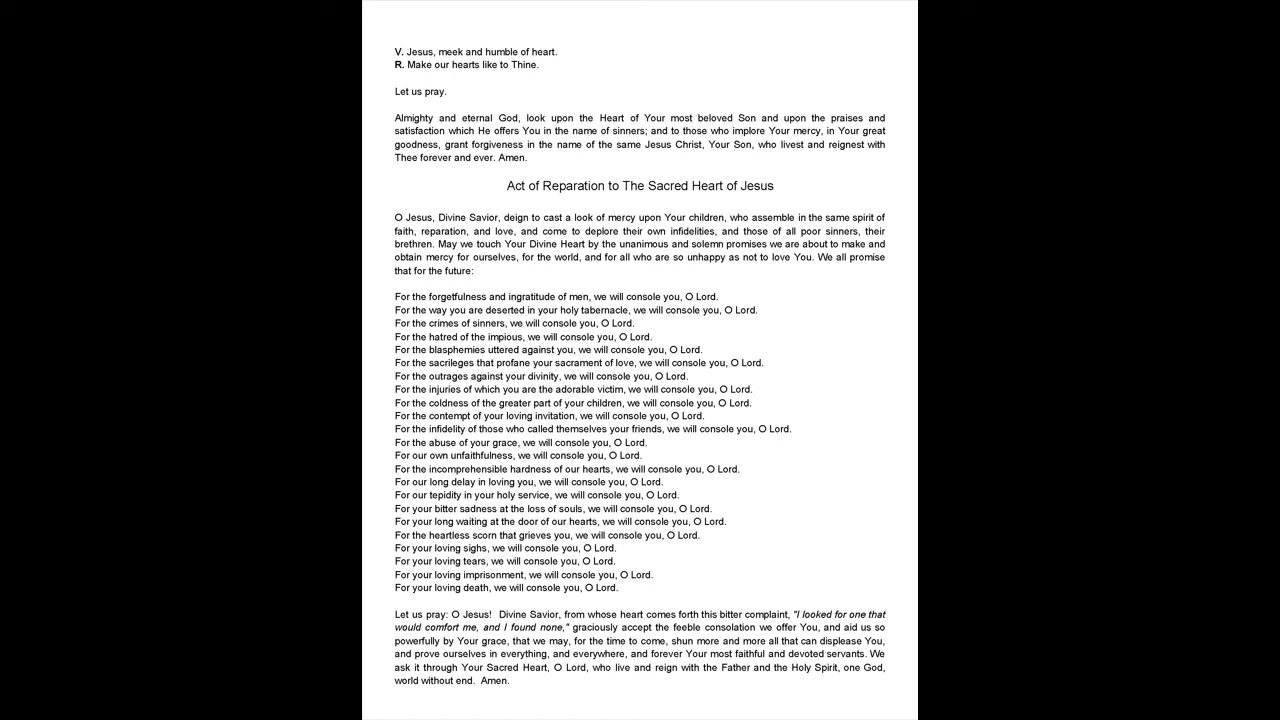 V. Jesus, meek and humble of heart.
R. Make our hearts like to Thine.
Let us pray.
Almighty and eternal God, look upon the Heart of Your most beloved Son and upon the praises and
satisfaction which He offers You in the name of sinners; and to those who implore Your mercy, in Your great
goodness, grant forgiveness in the name of the same Jesus Christ, Your Son, who livest and reignest with
Thee forever and ever. Amen.
Act of Reparation to The Sacred Heart of Jesus
O Jesus, Divine Savior, deign to cast a look of mercy upon Your children, who assemble in the same spirit of
faith, reparation, and love, and come to deplore their own infidelities, and those of all poor sinners, their
brethren. May we touch Your Divine Heart by the unanimous and solemn promises we are about to make and
obtain mercy for ourselves, for the world, and for all who are so unhappy as not to love You. We all promise
that for the future:
For the forgetfulness and ingratitude of men, we will console you, O Lord.
For the way you are deserted in your holy tabernacle, we will console you, O Lord.
For the crimes of sinners, we will console you, O Lord.
For the hatred of the impious, we will console you, O Lord.
For the blasphemies uttered against you, we will console you, O Lord.
For the sacrileges that profane your sacrament of love, we will console you, O Lord.
For the outrages against your divinity, we will console you, O Lord.
For the injuries of which you are the adorable victim, we will console you, O Lord.
For the coldness of the greater part of your children, we will console you, O Lord.
For the contempt of your loving invitation, we will console you, O Lord.
For the infidelity of those who called themselves your friends, we will console you, O Lord.
For the abuse of your grace, we will console you, O Lord.
For our own unfaithfulness, we will console you, O Lord.
For the incomprehensible hardness of our hearts, we will console you, O Lord.
For our long delay in loving you, we will console you, O Lord.
For our tepidity in your holy service, we will console you, O Lord.
For your bitter sadness at the loss of souls, we will console you, O Lord.
For your long waiting at the door of our hearts, we will console you, O Lord.
For the heartless scorn that grieves you, we will console you, O Lord.
For your loving sighs, we will console you, O Lord.
For your loving tears, we will console you, O Lord.
For your loving imprisonment, we will console you, O Lord.
For your loving death, we will console you, O Lord.
Let us pray: O Jesus! Divine Savior, from whose heart comes forth this bitter complaint, "I looked for one that
would comfort me, and I found none," graciously accept the feeble consolation we offer You, and aid us so
powerfully by Your grace, that we may, for the time to come, shun more and more all that can displease You,
and prove ourselves in everything, and everywhere, and forever Your most faithful and devoted servants. We
ask it through Your Sacred Heart, O Lord, who live and reign with the Father and the Holy Spirit, one God,
world without end. Amen.